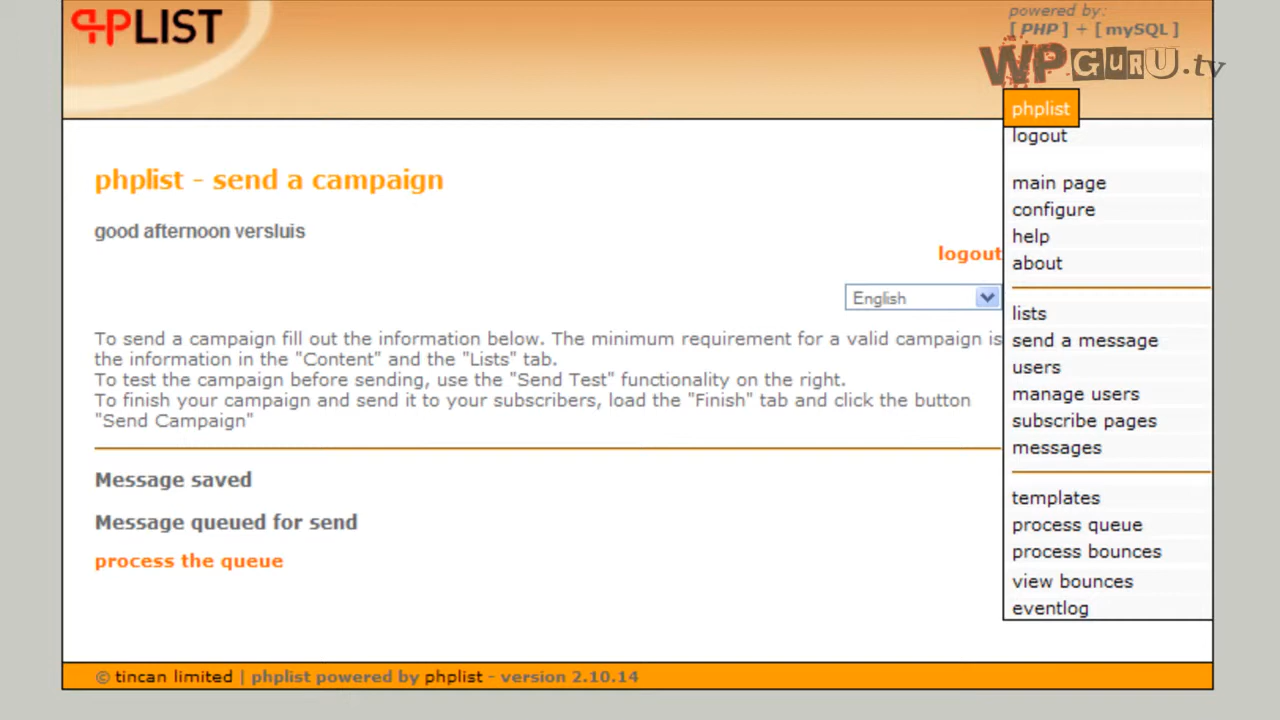 phPLIST
powered by:
[ PHP ] + [ mySQL ]
WPGURU.tv
phplist
logout
main page
configure
help
about
lists
send a message
users
manage users
subscribe pages
messages
templates
process queue
process bounces
view bounces
eventlog
phplist - send a campaign
good afternoon versluis
logout
English
To send a campaign fill out the information below. The minimum requirement for a valid campaign is
the information in the "Content" and the "Lists" tab.
To test the campaign before sending, use the "Send Test" functionality on the right.
To finish your campaign and send it to your subscribers, load the "Finish" tab and click the button
"Send Campaign"
Message saved
Message queued for send
process the queue
© tincan limited | phplist powered by phplist - version 2.10.14